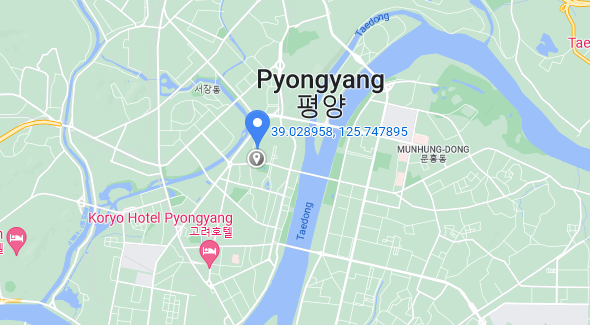 Taedong
Tae
Pyongyang
평양
서장동
39.028958, 125.747895
MUNHUNG-DONG
문흥동
Koryo Hotel Pyongyang
고려호텔
Taedong